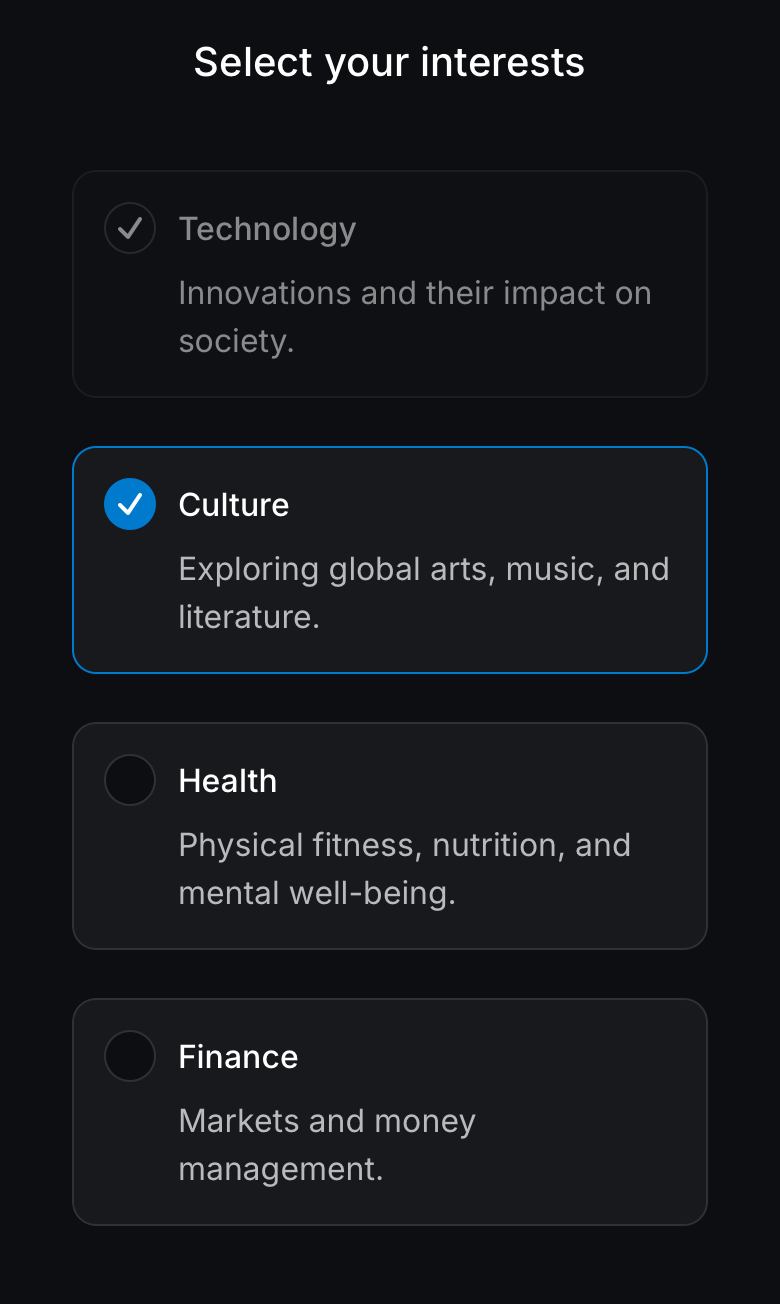 Select your interests
Technology
Innovations and their impact on
society.
Culture
Exploring global arts, music, and
literature.
Health
Physical fitness, nutrition, and
mental well-being.
Finance
Markets and money
management.